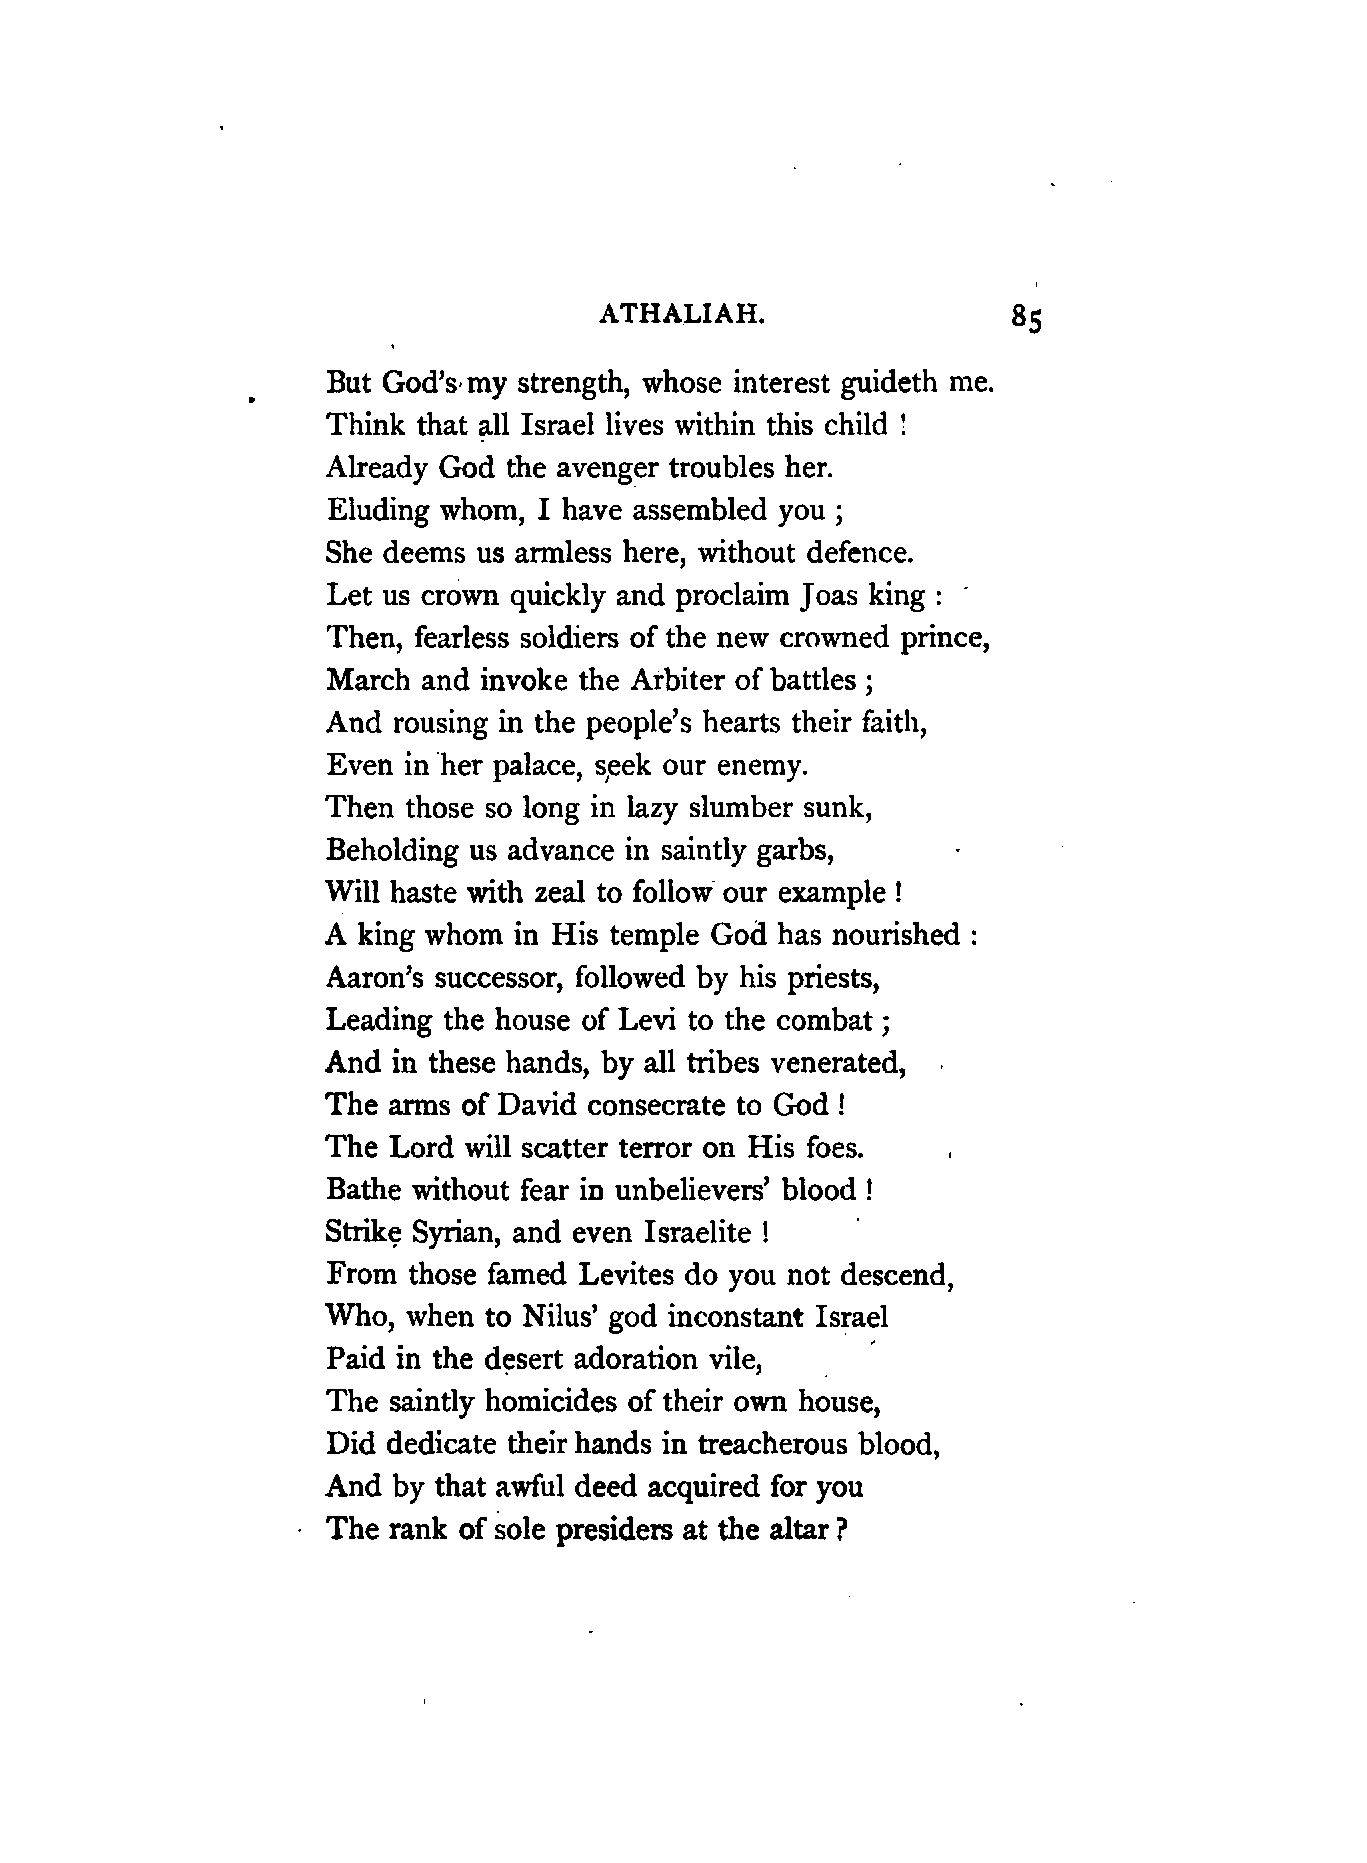 ATHALIAH. 85
But God's my strength, whose interest guideth me.
Think that all Israel lives within this child !
Already God the avenger troubles her.
Eluding whom, I have assembled you ;
She deems us armless here, without defence.
Let us crown quickly and proclaim Joas king :
Then, fearless soldiers of the new crowned prince,
March and invoke the Arbiter of battles ;
And rousing in the people's hearts their faith,
Even in her palace, seek our enemy.
Then those so long in lazy slumber sunk,
Beholding us advance in saintly garbs,
Will haste with zeal to follow our example !
A king whom in His temple God has nourished :
Aaron's successor, followed by his priests,
Leading the house of Levi to the combat ;
And in these hands, by all tribes venerated,
The arms of David consecrate to God !
The Lord will scatter terror on His foes.
Bathe without fear in unbelievers' blood !
Strike Syrian, and even Israelite !
From those famed Levites do you not descend,
Who, when to Nilus' god inconstant Israel
Paid in the desert adoration vile,
The saintly homicides of their own house,
Did dedicate their hands in treacherous blood,
And by that awful deed acquired for you
The rank of sole presiders at the altar ?